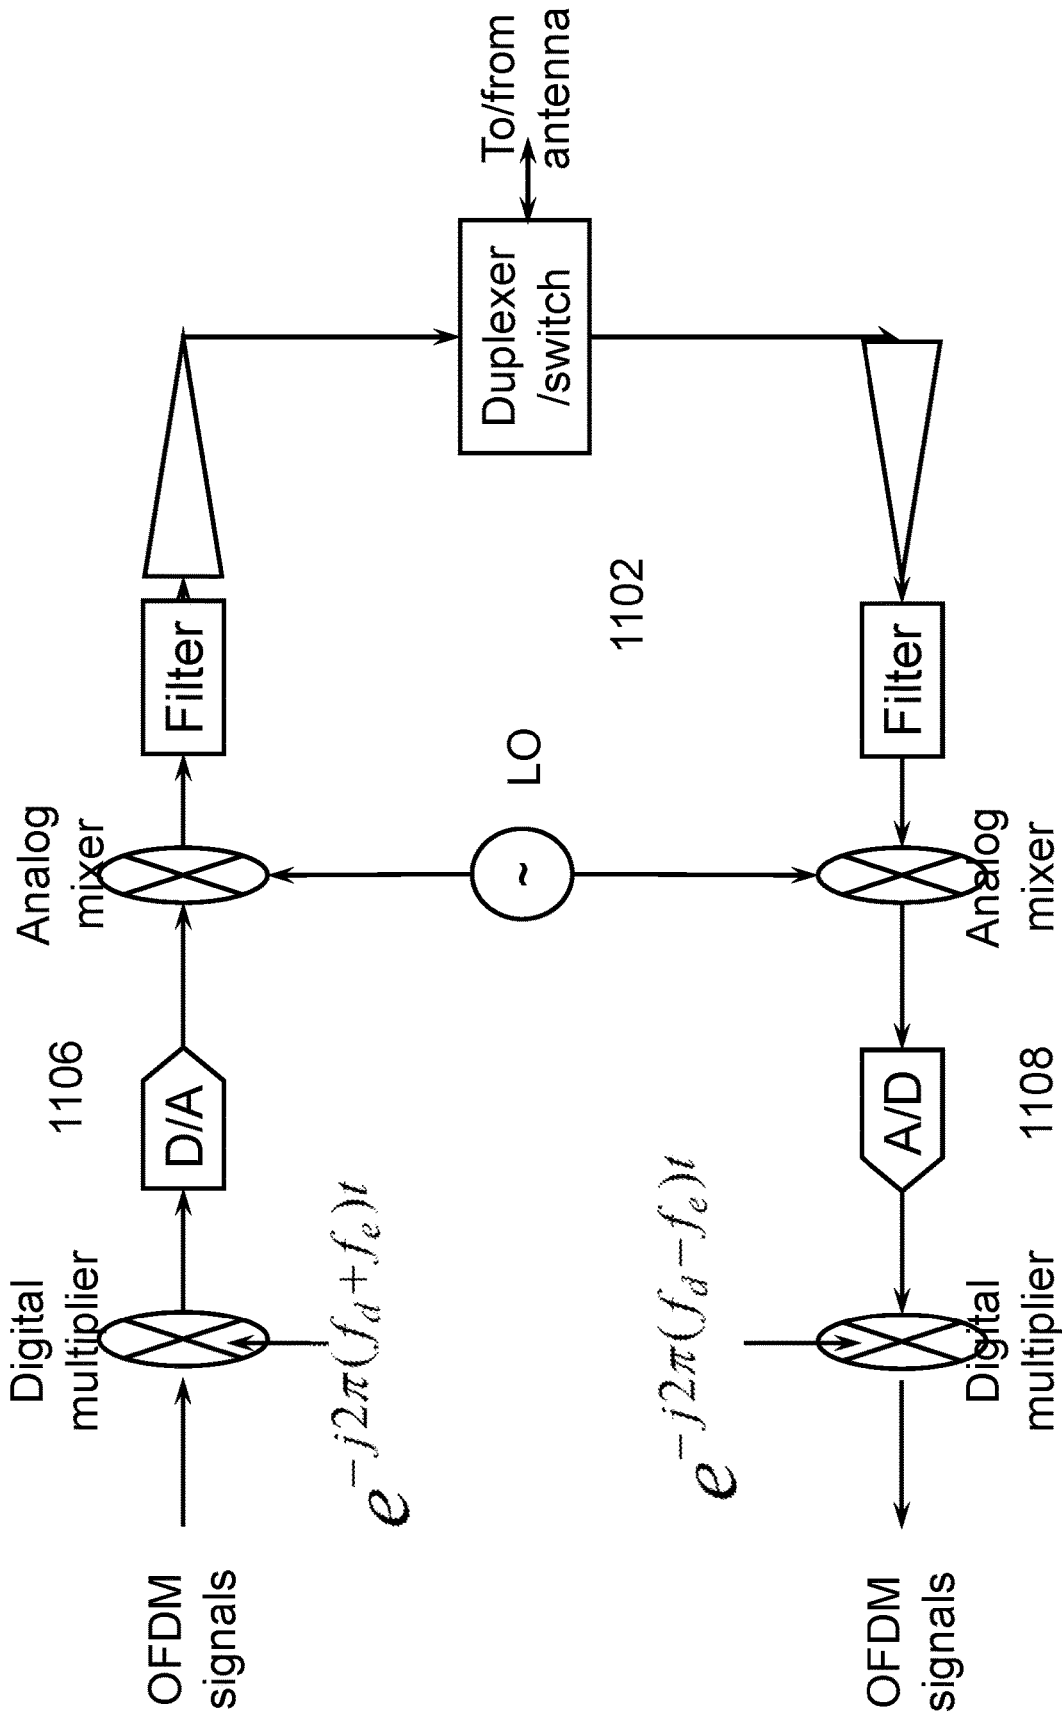 Digital
multiplier
1106
Analog
mixer
OFDM
signals
D/A
Filter
e^{-j2π(f_d+f_e)t}
~
LO
1102
Duplexer
/switch
To/from
antenna
e^{-j2π(f_d-f_e)t}
OFDM
signals
A/D
Filter
Digital
multiplier
1108
Analog
mixer